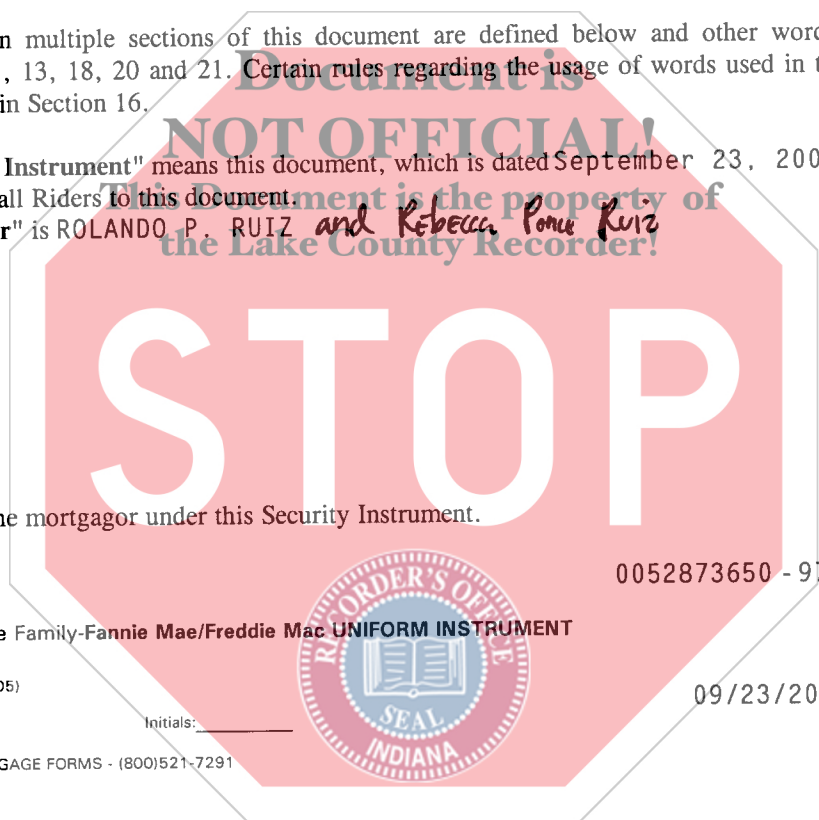 n multiple sections of this document are defined below and other word
, 13, 18, 20 and 21. Certain rules regarding the usage of words used in t
in Section 16.
Document is
NOT OFFICIAL!
This Document is the property of
the Lake County Recorder!
Instrument" means this document, which is dated September 23, 200
all Riders to this document.
r" is ROLANDO P. RUIZ and Rebecca Ponce Ruiz
STOP
he mortgagor under this Security Instrument.
0052873650 - 97
e Family-Fannie Mae/Freddie Mac UNIFORM INSTRUMENT
05)
09/23/20
Initials:
GAGE FORMS - (800)521-7291
RECORDER'S OFFICE
SEAL
INDIANA